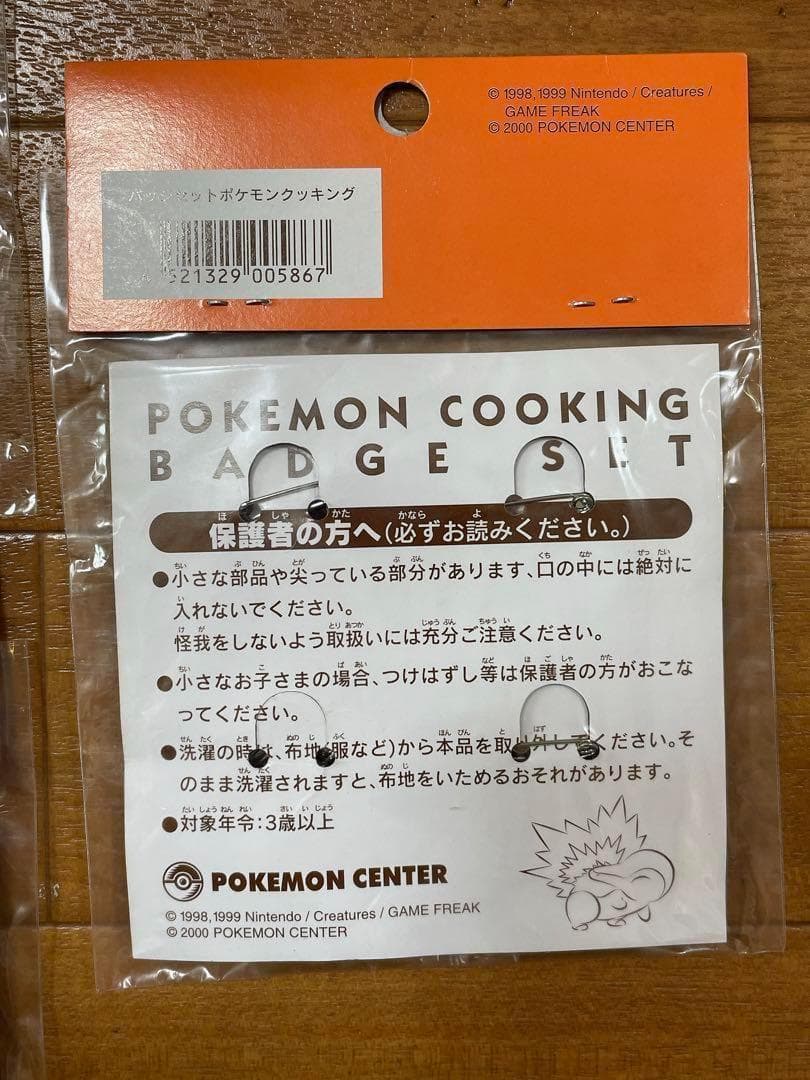 © 1998,1999 Nintendo / Creatures /
GAME FREAK
© 2000 POKEMON CENTER
バッジセットポケモンクッキング
521329 005867
POKEMON COOKING
BADGE SET
保護者の方へ(必ずお読みください。)
●小さな部品や尖っている部分があります、口の中には絶対に
入れないでください。
怪我をしないよう取扱いには充分ご注意ください。
●小さなお子さまの場合、つけはずし等は保護者の方がおこな
ってください。
●洗濯の時は、布地(服など)から本品を取り外してください。そ
のまま洗濯されますと、布地をいためるおそれがあります。
●対象年令:3歳以上
POKEMON CENTER
© 1998,1999 Nintendo / Creatures / GAME FREAK
© 2000 POKEMON CENTER